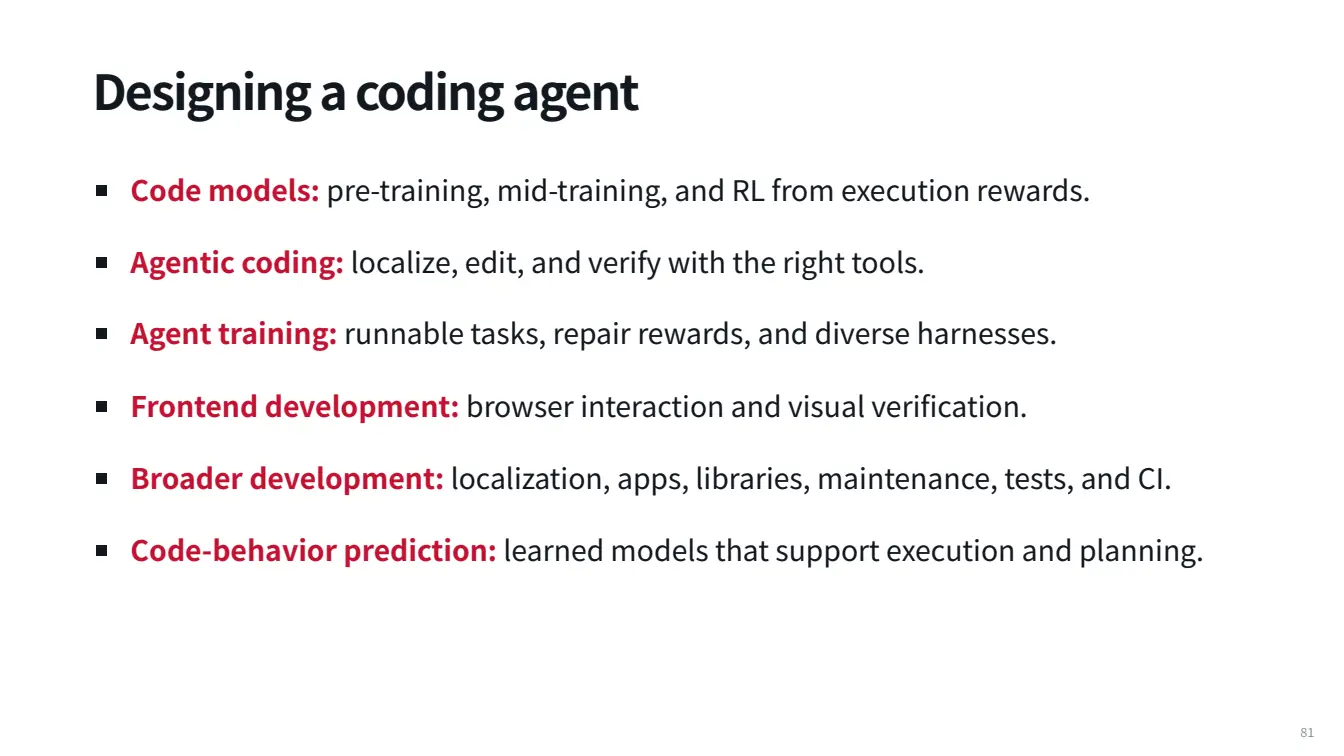 Designing a coding agent
Code models: pre-training, mid-training, and RL from execution rewards.
Agentic coding: localize, edit, and verify with the right tools.
Agent training: runnable tasks, repair rewards, and diverse harnesses.
Frontend development: browser interaction and visual verification.
Broader development: localization, apps, libraries, maintenance, tests, and CI.
Code-behavior prediction: learned models that support execution and planning.
81